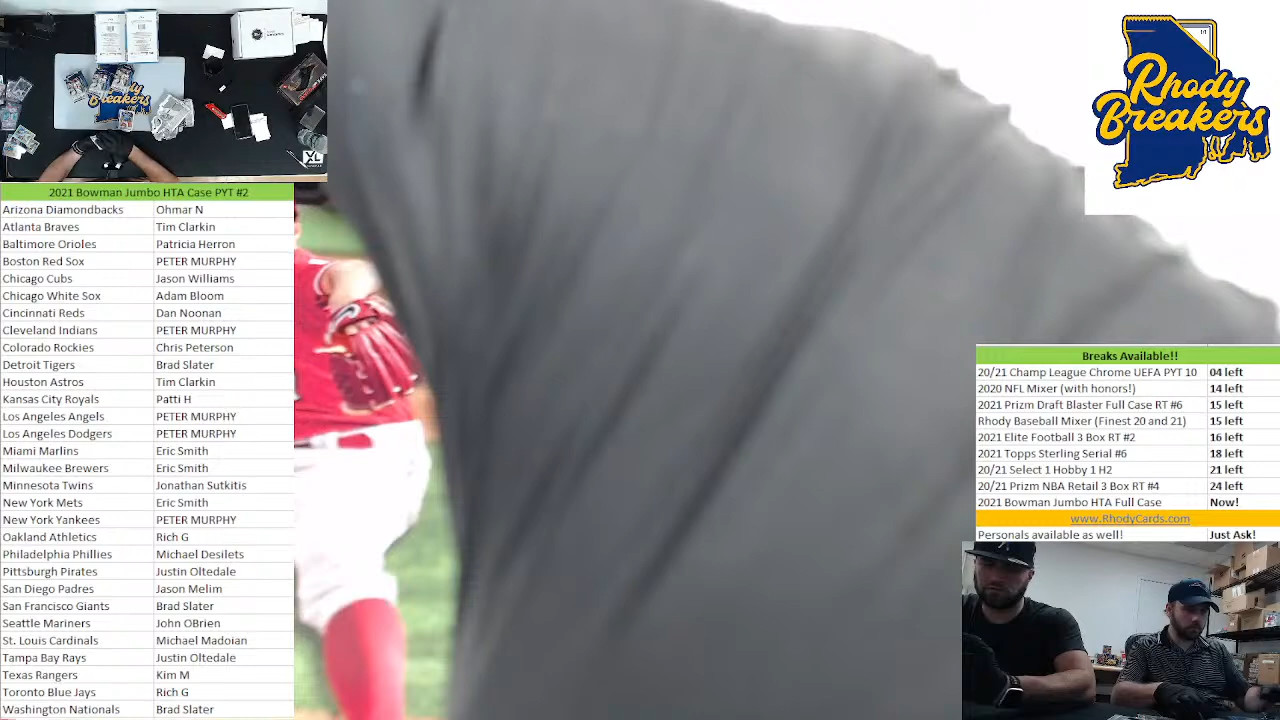 Rhody
Breakers
XL
2021 Bowman Jumbo HTA Case PYT #2
Arizona Diamondbacks Ohmar N
Atlanta Braves Tim Clarkin
Baltimore Orioles Patricia Herron
Boston Red Sox PETER MURPHY
Chicago Cubs Jason Williams
Chicago White Sox Adam Bloom
Cincinnati Reds Dan Noonan
Cleveland Indians PETER MURPHY
Colorado Rockies Chris Peterson
Detroit Tigers Brad Slater
Houston Astros Tim Clarkin
Kansas City Royals Patti H
Los Angeles Angels PETER MURPHY
Los Angeles Dodgers PETER MURPHY
Miami Marlins Eric Smith
Milwaukee Brewers Eric Smith
Minnesota Twins Jonathan Sutkitis
New York Mets Eric Smith
New York Yankees PETER MURPHY
Oakland Athletics Rich G
Philadelphia Phillies Michael Desilets
Pittsburgh Pirates Justin Oltedale
San Diego Padres Jason Melim
San Francisco Giants Brad Slater
Seattle Mariners John OBrien
St. Louis Cardinals Michael Madoian
Tampa Bay Rays Justin Oltedale
Texas Rangers Kim M
Toronto Blue Jays Rich G
Washington Nationals Brad Slater
Rhody
Breakers
Breaks Available!!
20/21 Champ League Chrome UEFA PYT 10 04 left
2020 NFL Mixer (with honors!) 14 left
2021 Prizm Draft Blaster Full Case RT #6 15 left
Rhody Baseball Mixer (Finest 20 and 21) 15 left
2021 Elite Football 3 Box RT #2 16 left
2021 Topps Sterling Serial #6 18 left
20/21 Select 1 Hobby 1 H2 21 left
20/21 Prizm NBA Retail 3 Box RT #4 24 left
2021 Bowman Jumbo HTA Full Case Now!
www.RhodyCards.com
Personals available as well! Just Ask!